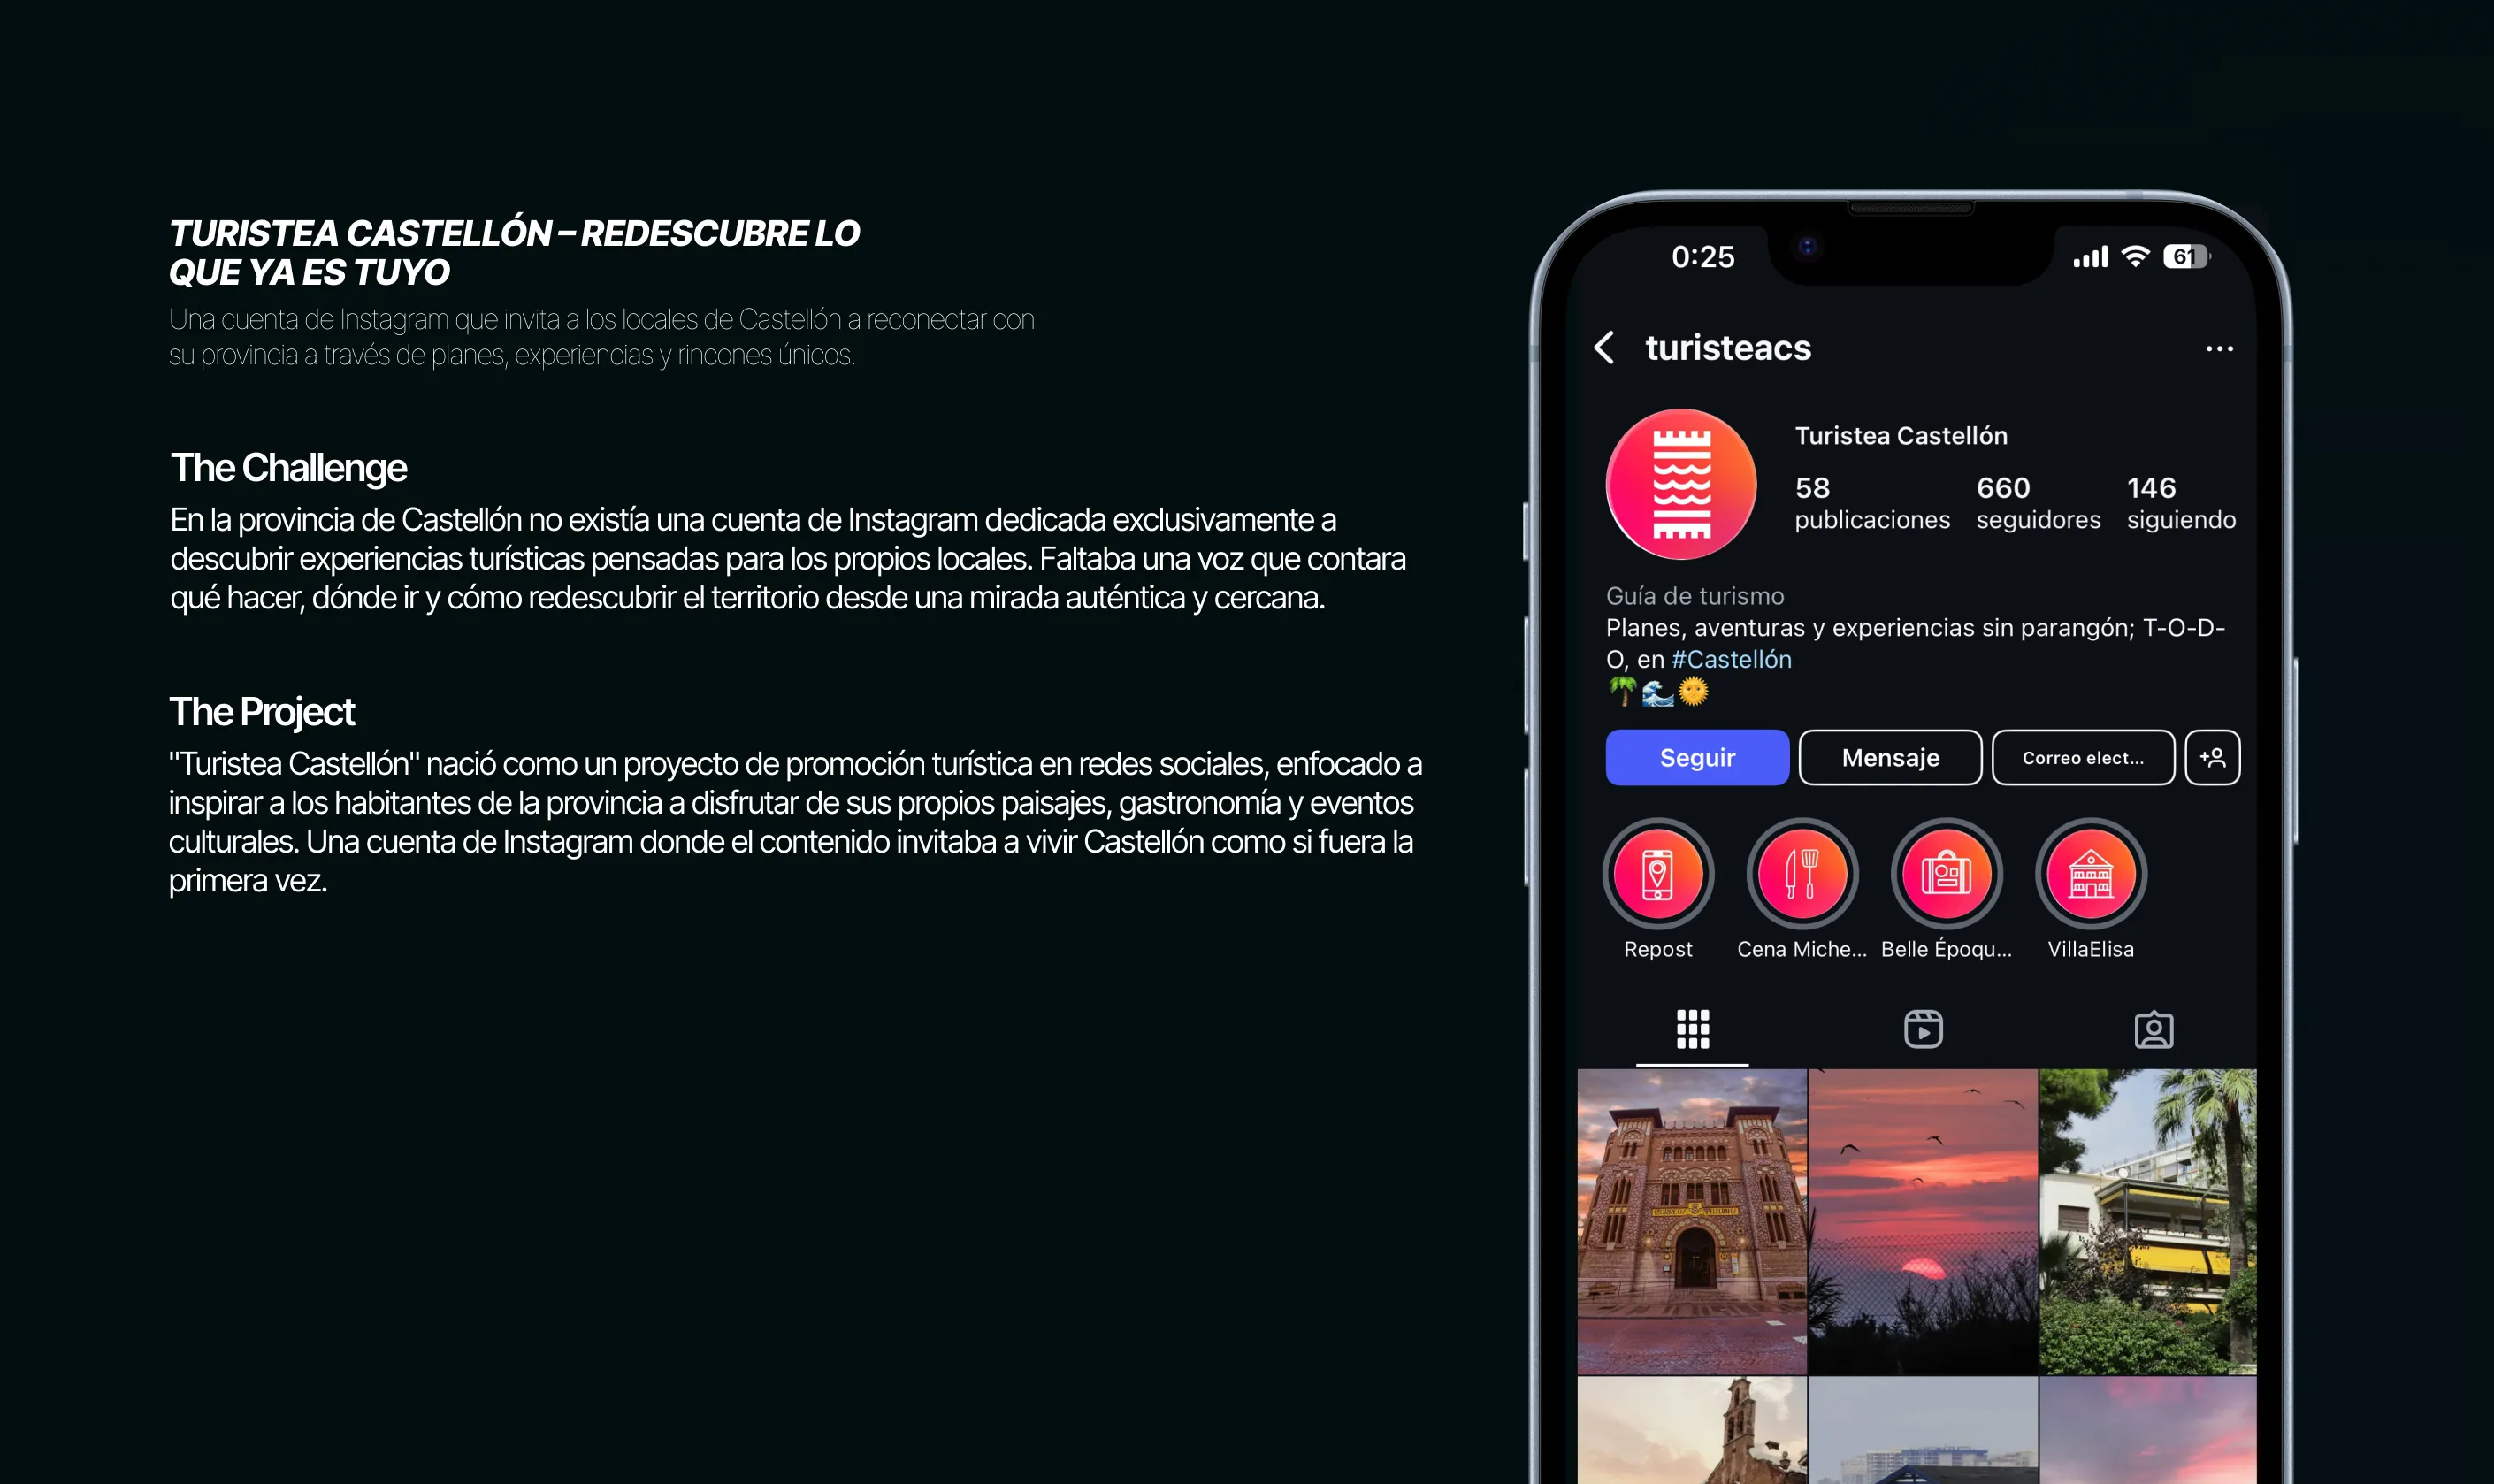 TURISTEA CASTELLÓN – REDESCUBRE LO
QUE YA ES TUYO
Una cuenta de Instagram que invita a los locales de Castellón a reconectar con
su provincia a través de planes, experiencias y rincones únicos.
The Challenge
En la provincia de Castellón no existía una cuenta de Instagram dedicada exclusivamente a
descubrir experiencias turísticas pensadas para los propios locales. Faltaba una voz que contara
qué hacer, dónde ir y cómo redescubrir el territorio desde una mirada auténtica y cercana.
The Project
"Turistea Castellón" nació como un proyecto de promoción turística en redes sociales, enfocado a
inspirar a los habitantes de la provincia a disfrutar de sus propios paisajes, gastronomía y eventos
culturales. Una cuenta de Instagram donde el contenido invitaba a vivir Castellón como si fuera la
primera vez.
0:25
61
turisteacs
Turistea Castellón
58 660 146
publicaciones seguidores siguiendo
Guía de turismo
Planes, aventuras y experiencias sin parangón; T-O-D-
O, en #Castellón
🌴🌊🌞
Seguir Mensaje Correo elect...
Repost Cena Miche... Belle Époqu... VillaElisa